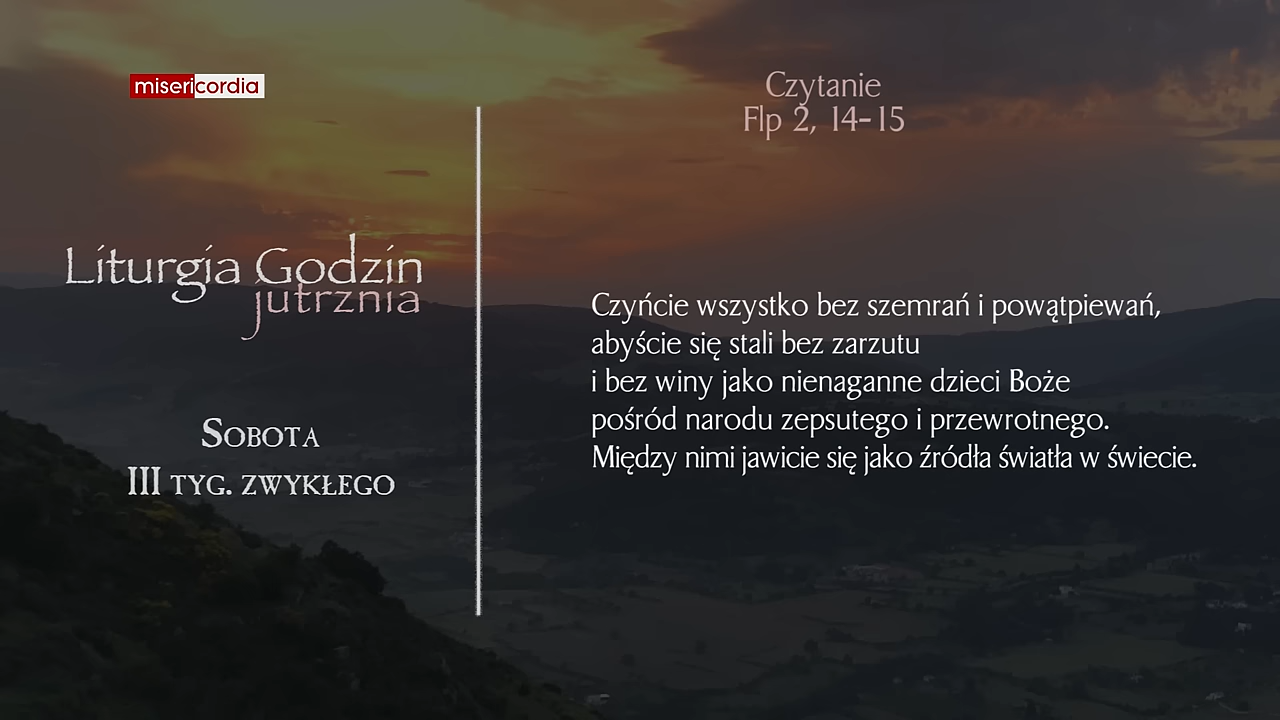 misericordia
Liturgia Godzin
jutrznia
Sobota
III tyg. zwykłego
Czytanie
Flp 2, 14-15
Czyńcie wszystko bez szemrań i powątpiewań,
abyście się stali bez zarzutu
i bez winy jako nienaganne dzieci Boże
pośród narodu zepsutego i przewrotnego.
Między nimi jawicie się jako źródła światła w świecie.